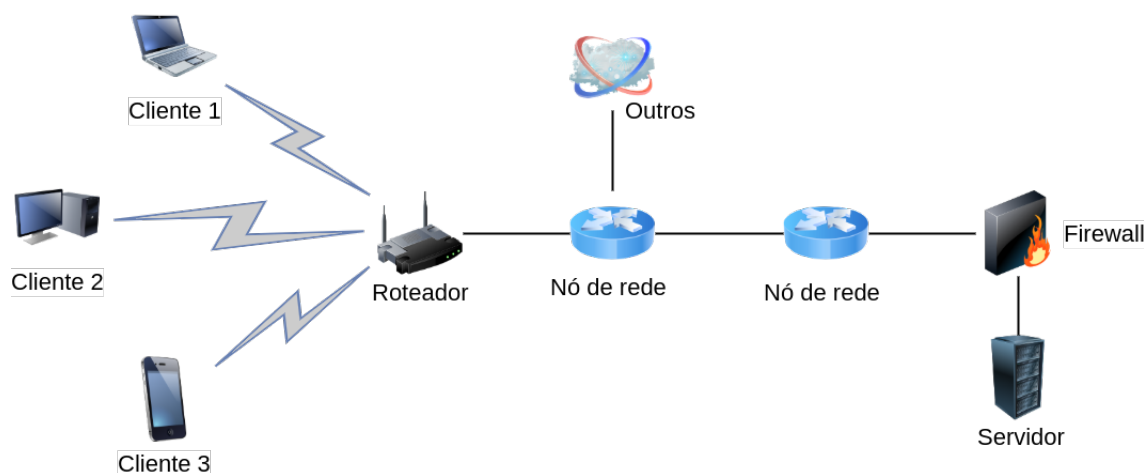 Cliente 1
Outros
Cliente 2
Roteador
Nó de rede
Nó de rede
Firewall
Cliente 3
Servidor